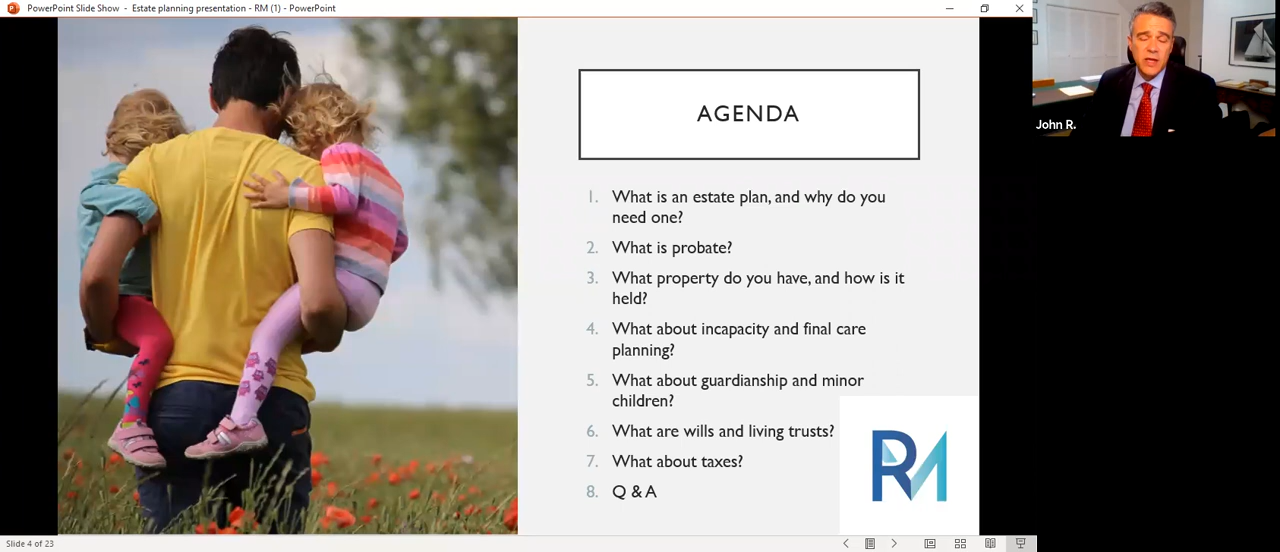 PowerPoint Slide Show - Estate planning presentation - RM (1) - PowerPoint
John R.
AGENDA
1. What is an estate plan, and why do you
need one?
2. What is probate?
3. What property do you have, and how is it
held?
4. What about incapacity and final care
planning?
5. What about guardianship and minor
children?
6. What are wills and living trusts?
7. What about taxes?
8. Q & A
RM
Slide 4 of 23